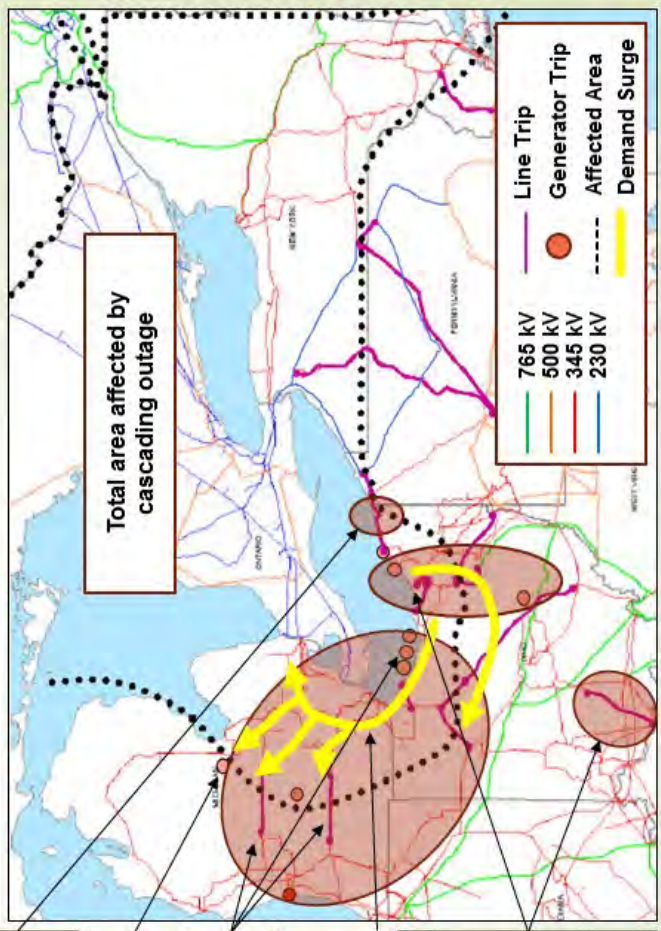 Total area affected by
cascading outage
ONTARIO
NEW YORK
PENNSYLVANIA
765 kV
500 kV
345 kV
230 kV
Line Trip
Generator Trip
Affected Area
Demand Surge